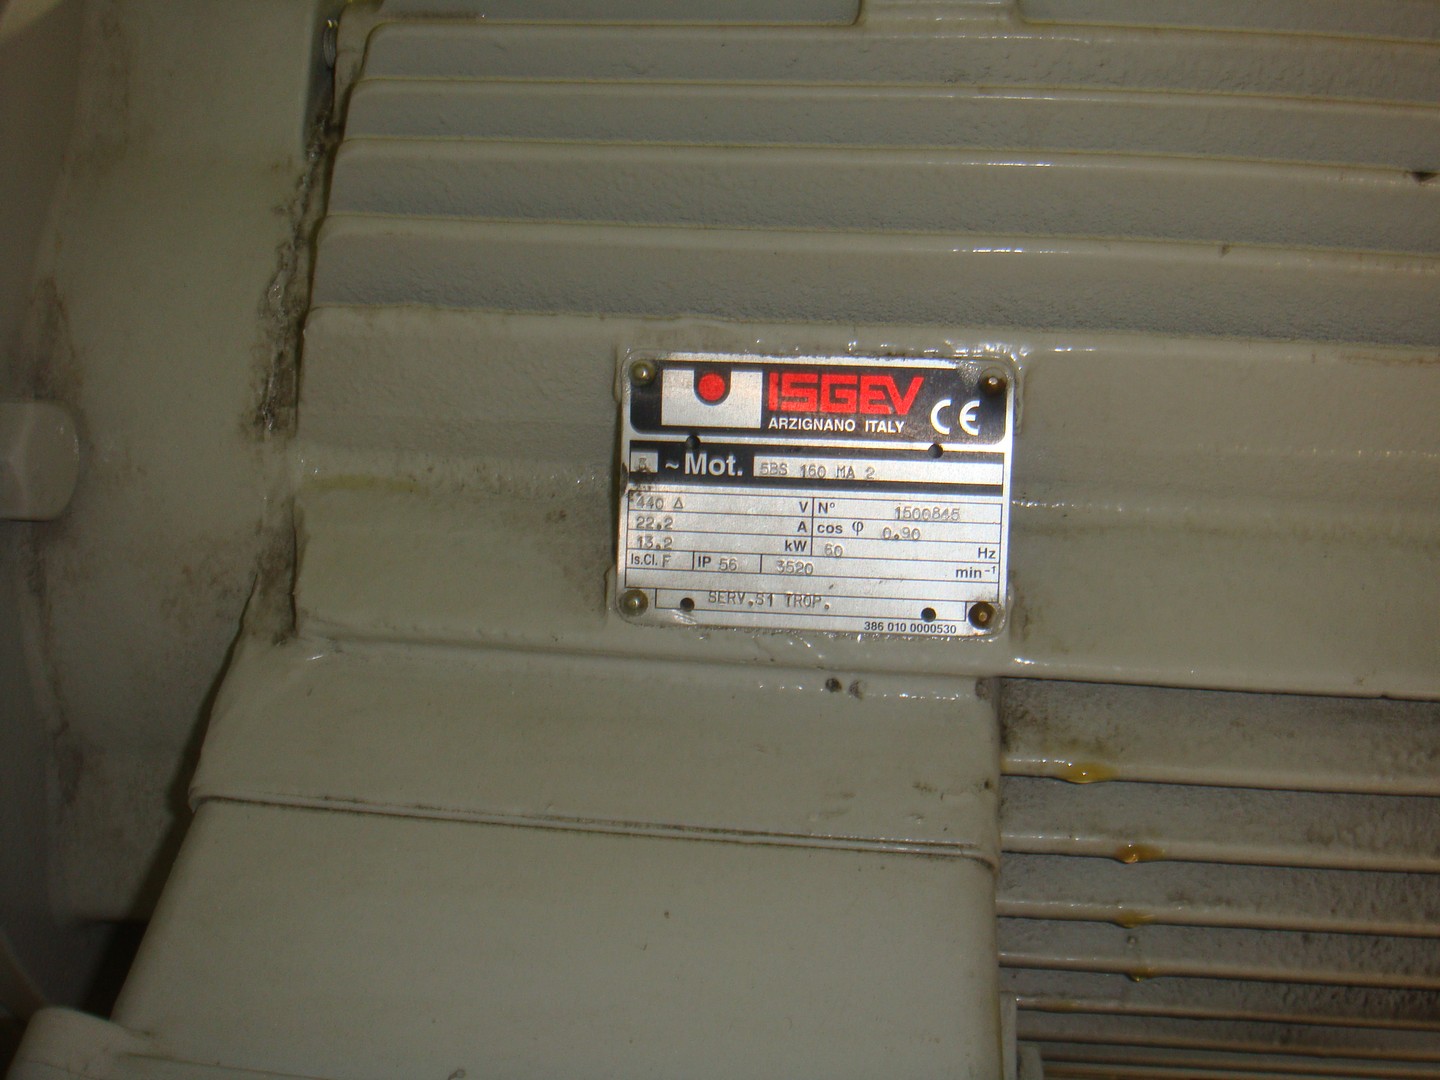 ISGEV
ARZIGNANO ITALY CE
~Mot. 5BS 160 MA 2
440 Δ V N° 1500845
22.2 A cos φ 0.90
13.2 kW 60 Hz
Is.Cl. F IP 56 3520 min⁻¹
SERV.S1 TROP.
386 010 0000530